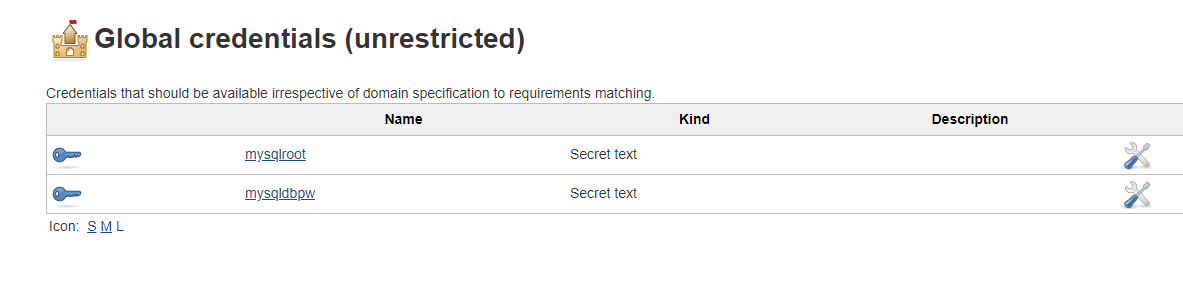 Global credentials (unrestricted)
Credentials that should be available irrespective of domain specification to requirements matching.
Name Kind Description
mysqlroot Secret text
mysqldbpw Secret text
Icon: S M L